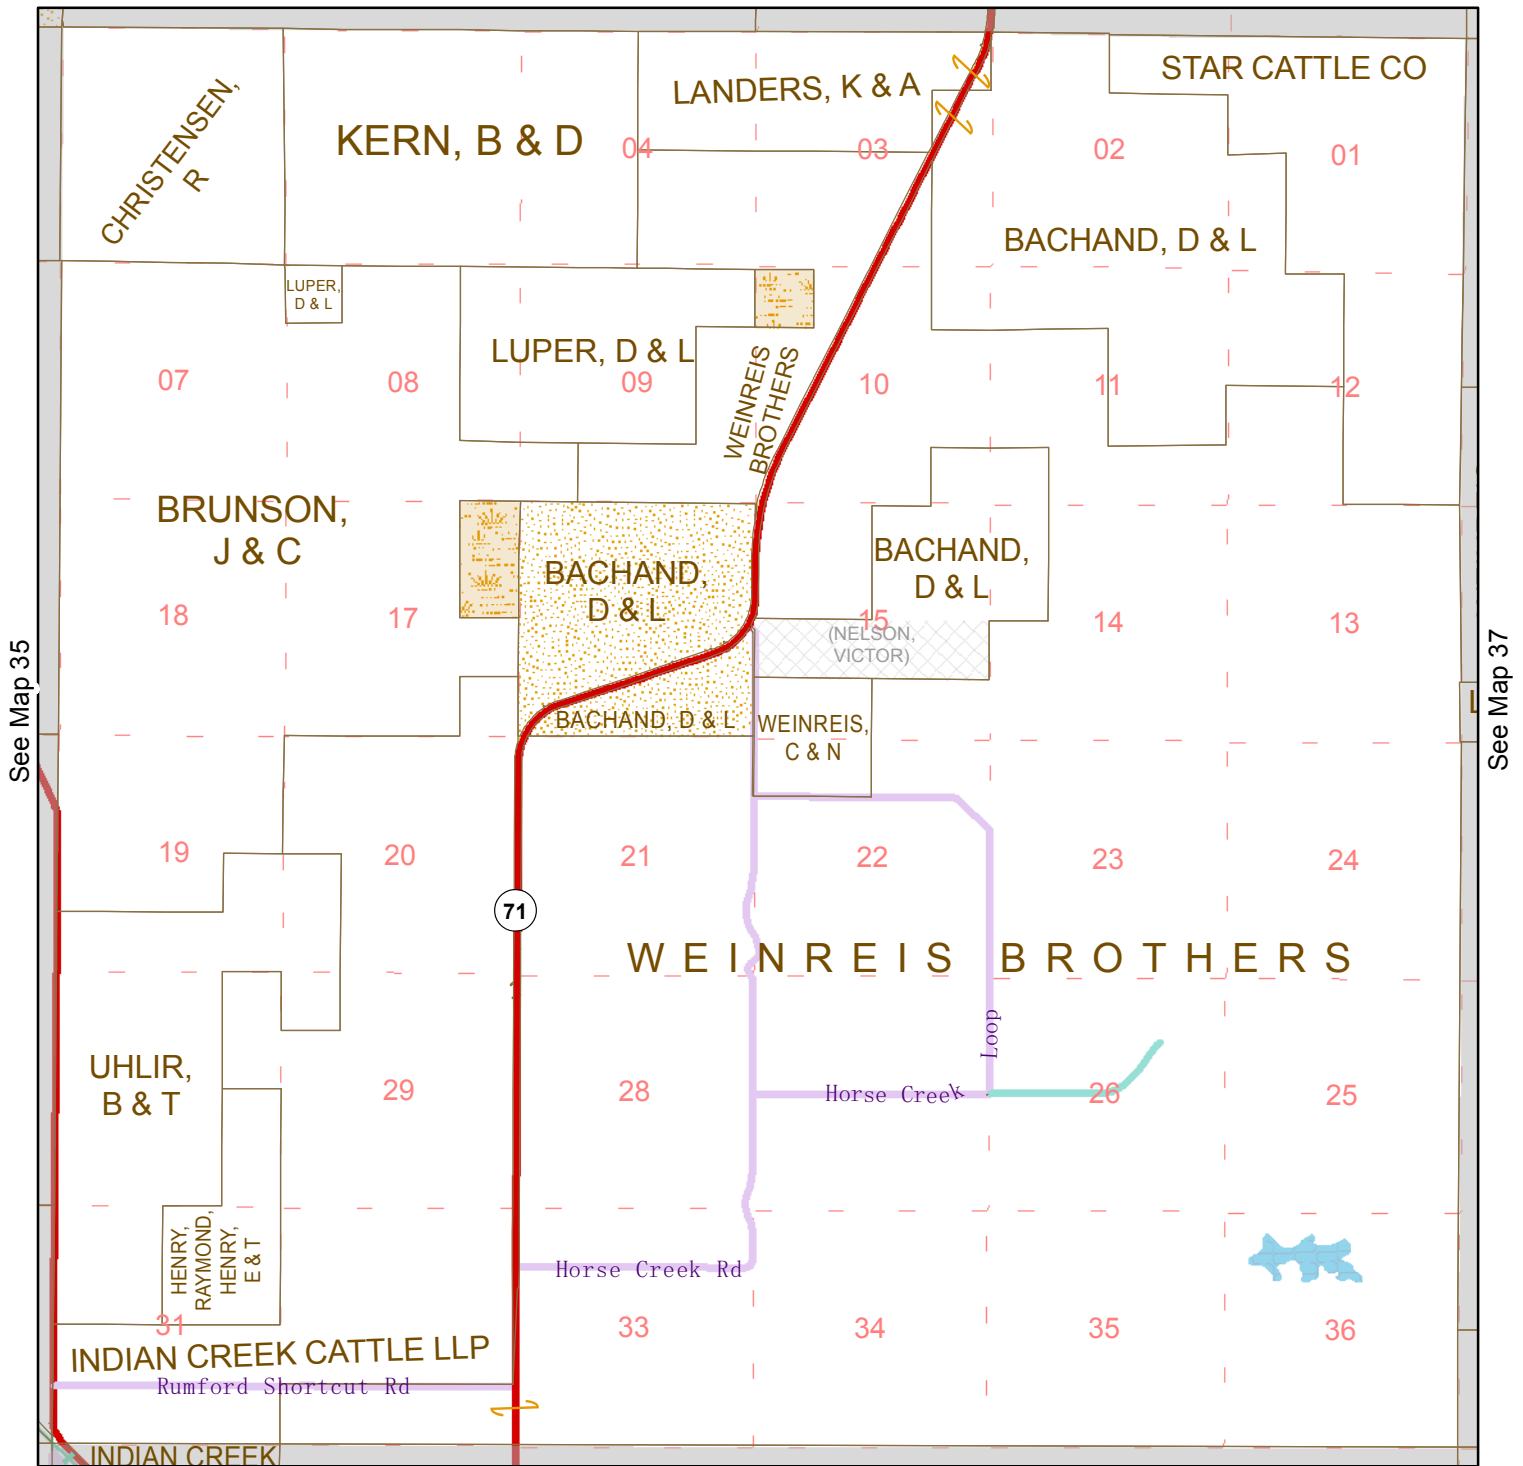 STAR CATTLE CO
LANDERS, K & A
CHRISTENSEN,
R
KERN, B & D
04
03
02
01
BACHAND, D & L
LUPER,
D & L
LUPER, D & L
WEINREIS
BROTHERS
07
08
09
10
11
12
BRUNSON,
J & C
BACHAND,
D & L
BACHAND,
D & L
18
17
15
14
13
(NELSON,
VICTOR)
See Map 35
See Map 37
L
BACHAND, D & L
WEINREIS,
C & N
19
20
21
22
23
24
71
WEINREIS BROTHERS
Loop
UHLIR,
B & T
29
28
Horse Creek
26
25
HENRY,
RAYMOND,
HENRY,
E & T
Horse Creek Rd
31
33
34
35
36
INDIAN CREEK CATTLE LLP
Rumford Shortcut Rd
INDIAN CREEK